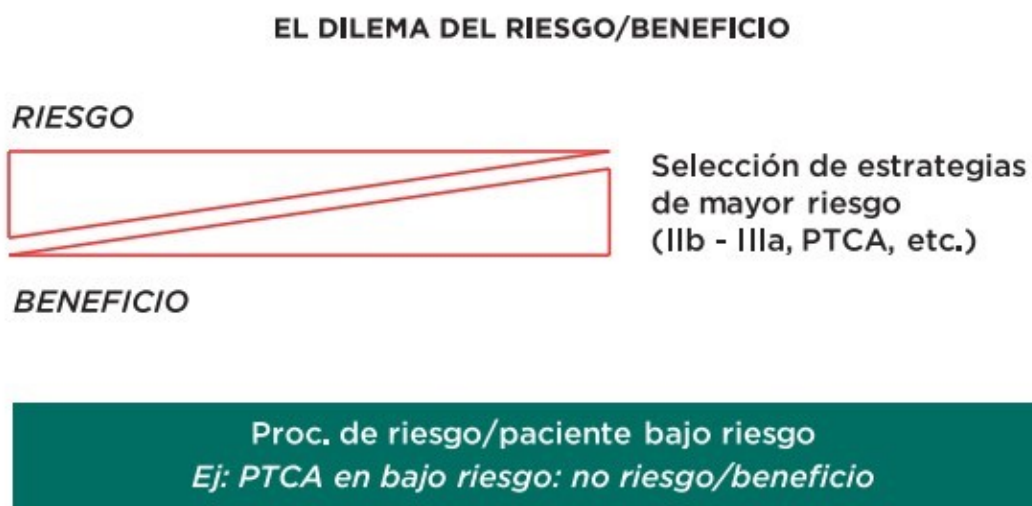 EL DILEMA DEL RIESGO/BENEFICIO
RIESGO
Selección de estrategias
de mayor riesgo
(IIb - IIIa, PTCA, etc.)
BENEFICIO
Proc. de riesgo/paciente bajo riesgo
Ej: PTCA en bajo riesgo: no riesgo/beneficio